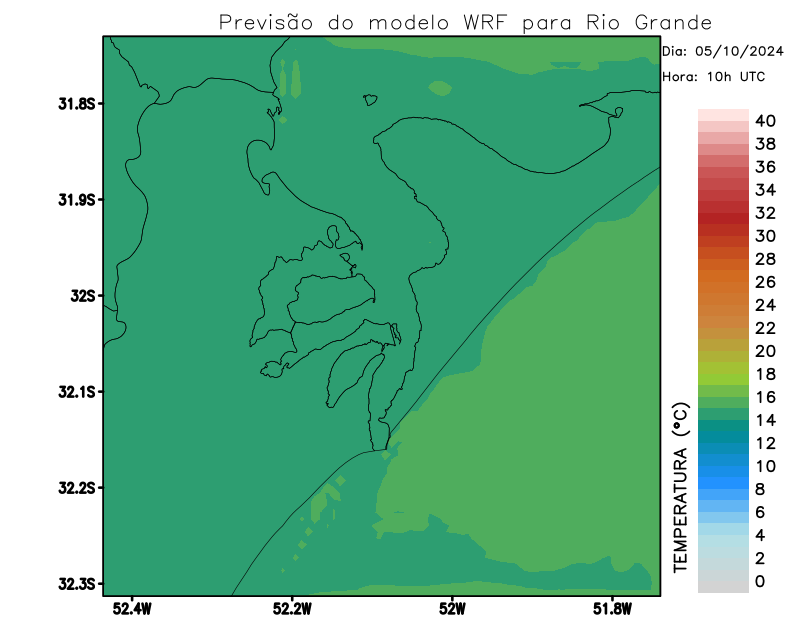 Previsão do modelo WRF para Rio Grande
Dia: 05/10/2024
Hora: 10h UTC
31.8S
31.9S
32S
32.1S
32.2S
32.3S
52.4W
52.2W
52W
51.8W
40
38
36
34
32
30
28
26
24
22
20
18
16
14
12
10
8
6
4
2
0
TEMPERATURA (°C)